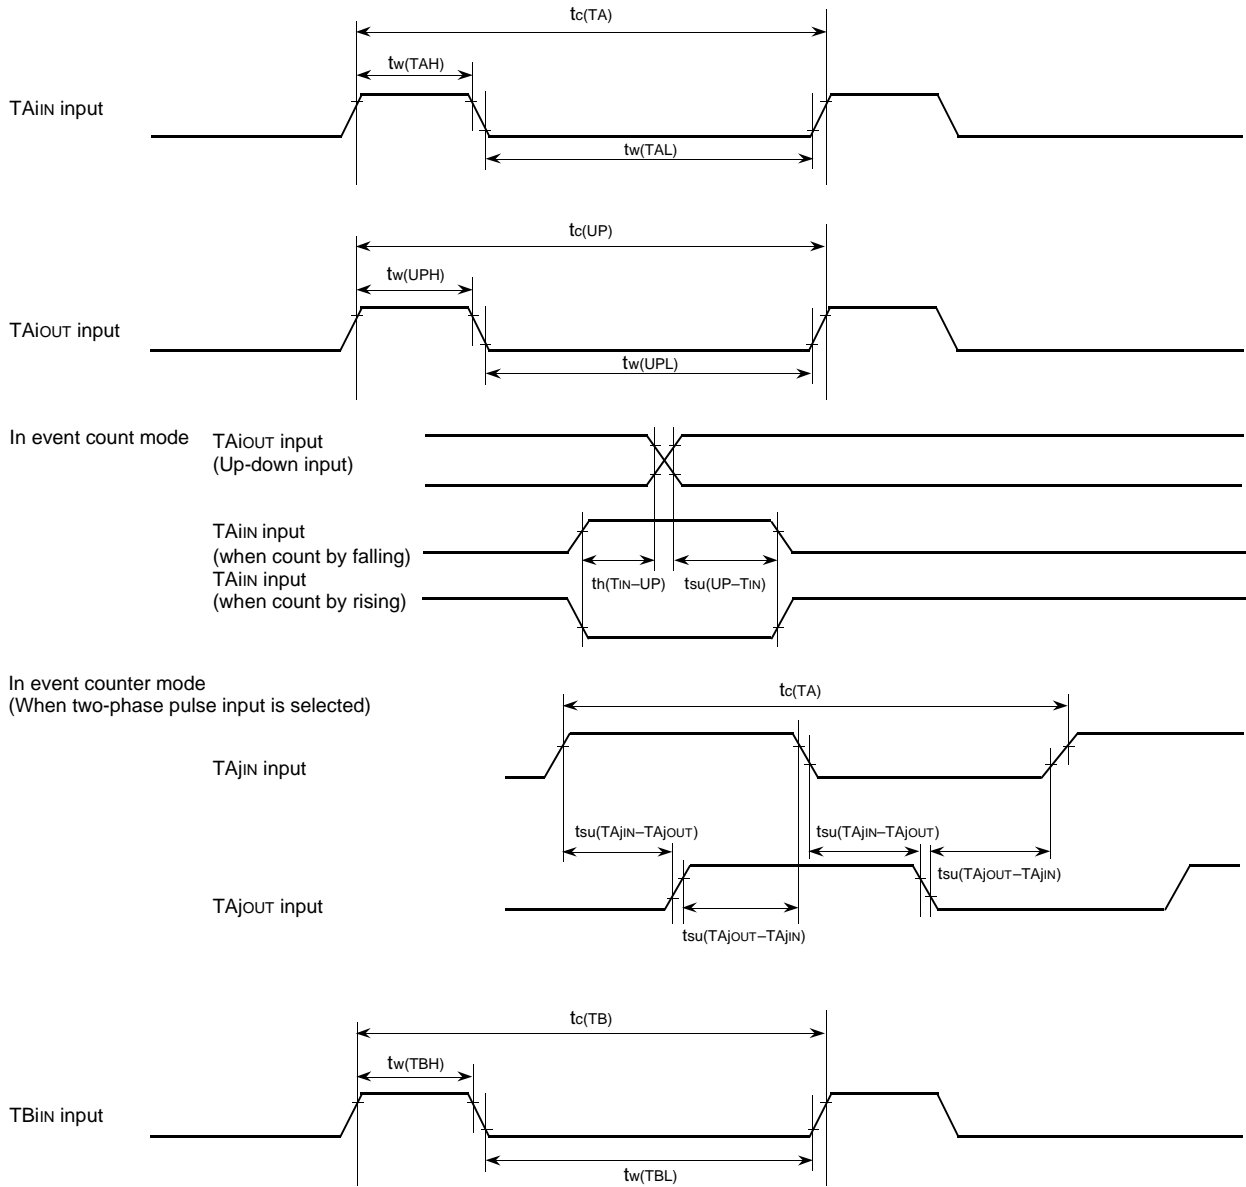 tc(TA)
tw(TAH)
TAiIN input
tw(TAL)
tc(UP)
tw(UPH)
TAiOUT input
tw(UPL)
In event count mode
TAiOUT input
(Up-down input)
TAiIN input
(when count by falling)
TAiIN input
(when count by rising)
th(TIN–UP)
tsu(UP–TIN)
In event counter mode
(When two-phase pulse input is selected)
tc(TA)
TAjIN input
tsu(TAjIN–TAjOUT)
tsu(TAjIN–TAjOUT)
tsu(TAjOUT–TAjIN)
TAjOUT input
tsu(TAjOUT–TAjIN)
tc(TB)
tw(TBH)
TBiIN input
tw(TBL)